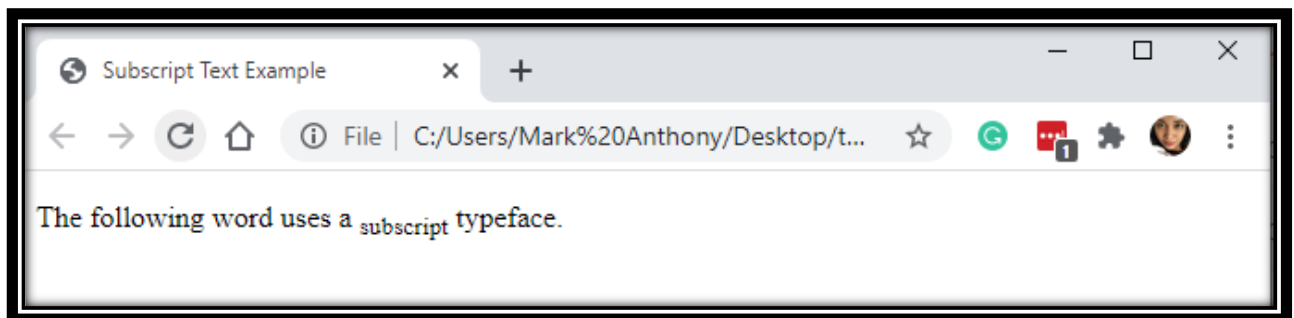 Subscript Text Example
File | C:/Users/Mark%20Anthony/Desktop/t...
1
The following word uses a subscript typeface.